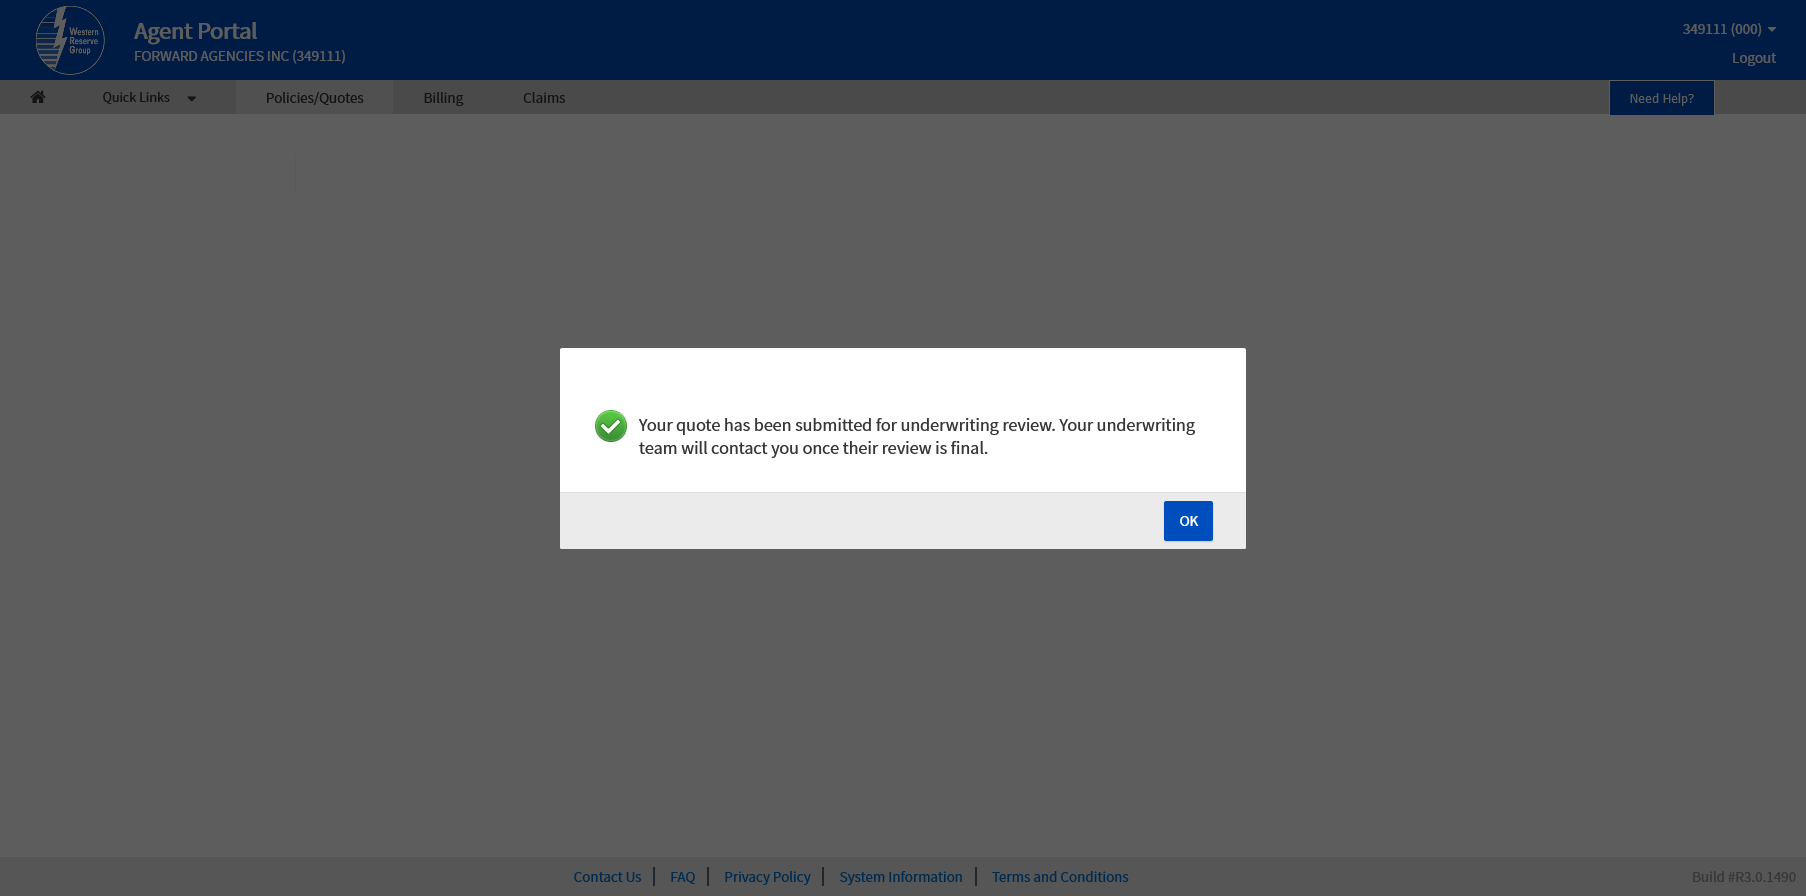 Western
Reserve
Group
Agent Portal
FORWARD AGENCIES INC (349111)
349111 (000)
Logout
Quick Links
Policies/Quotes
Billing
Claims
Need Help?
Your quote has been submitted for underwriting review. Your underwriting
team will contact you once their review is final.
OK
Contact Us
FAQ
Privacy Policy
System Information
Terms and Conditions
Build #R3.0.1490